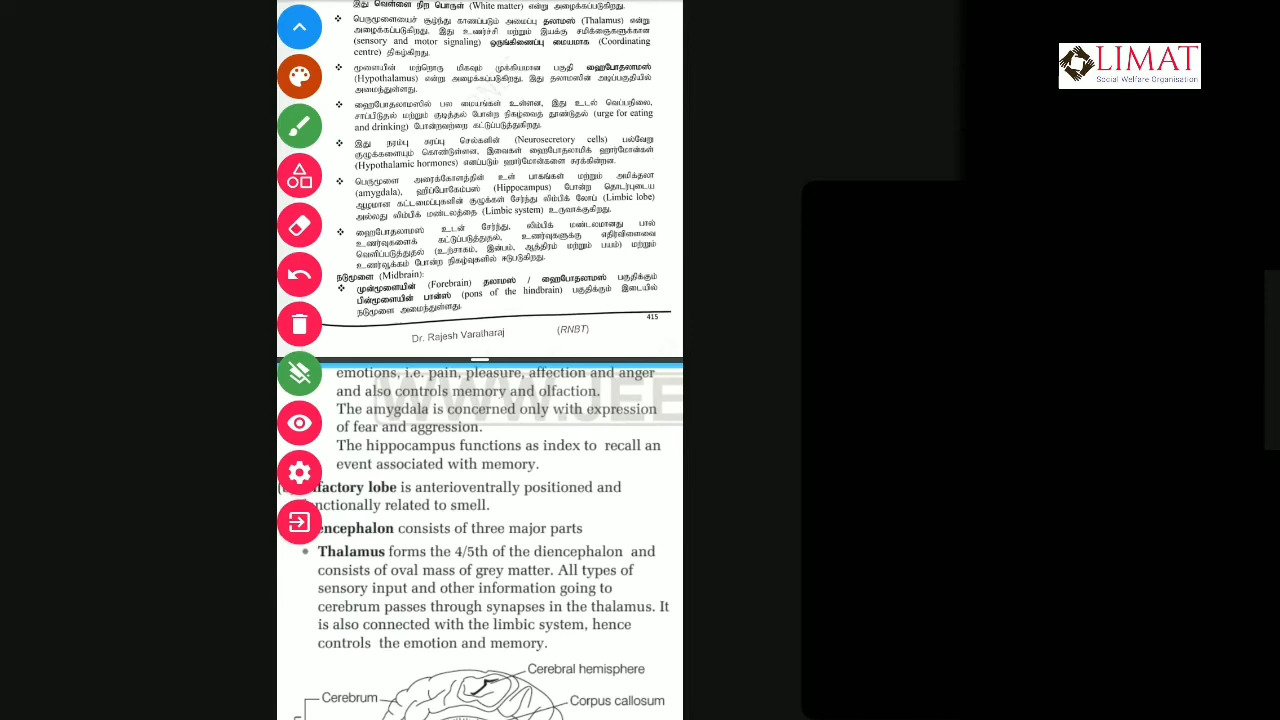 இது வெள்ளை நிற பொருள் (White matter) என்று அழைக்கப்படுகிறது.
❖ பெருமூளையைச் சூழ்ந்து காணப்படும் அமைப்பு தலாமஸ் (Thalamus) என்று
அழைக்கப்படுகிறது. இது உணர்ச்சி மற்றும் இயக்கு சமிக்ஞைகளுக்கான
(sensory and motor signaling) ஒருங்கிணைப்பு மையமாக (Coordinating
centre) திகழ்கிறது.
❖ மூளையின் மற்றொரு மிகவும் முக்கியமான பகுதி ஹைபோதலாமஸ்
(Hypothalamus) என்று அழைக்கப்படுகிறது. இது தலாமஸின் அடிப்பகுதியில்
அமைந்துள்ளது.
❖ ஹைபோதலாமஸில் பல மையங்கள் உள்ளன, இது உடல் வெப்பநிலை,
சாப்பிடுதல் மற்றும் குடித்தல் போன்ற நிகழ்வைத் தூண்டுதல் (urge for eating
and drinking) போன்றவற்றை கட்டுப்படுத்துகிறது.
❖ இது நரம்பு சுரப்பு செல்களின் (Neurosecretory cells) பல்வேறு
குழுக்களையும் கொண்டுள்ளன, இவைகள் ஹைபோதலாமிக் ஹார்மோன்கள்
(Hypothalamic hormones) எனப்படும் ஹார்மோன்களை சுரக்கின்றன.
❖ பெருமூளை அரைக்கோளத்தின் உள் பாகங்கள் மற்றும் அமிக்தலா
(amygdala), ஹிப்போகேம்பஸ் (Hippocampus) போன்ற தொடர்புடைய
ஆழமான கட்டமைப்புகளின் குழுக்கள் சேர்ந்து லிம்பிக் லோப் (Limbic lobe)
அல்லது லிம்பிக் மண்டலத்தை (Limbic system) உருவாக்குகிறது.
❖ ஹைபோதலாமஸ் உடன் சேர்ந்து, லிம்பிக் மண்டலமானது பால்
உணர்வுகளைக் கட்டுப்படுத்துதல், உணர்வுகளுக்கு எதிர்விளைவை
வெளிப்படுத்துதல் (உற்சாகம், இன்பம், ஆத்திரம் மற்றும் பயம்) மற்றும்
உணர்வூக்கம் போன்ற நிகழ்வுகளில் ஈடுபடுகிறது.
நடுமூளை (Midbrain):
❖ முன்மூளையின் (Forebrain) தலாமஸ் / ஹைபோதலாமஸ் பகுதிக்கும்
பின்மூளையின் பான்ஸ் (pons of the hindbrain) பகுதிக்கும் இடையில்
நடுமூளை அமைந்துள்ளது.
415
Dr. Rajesh Varatharaj (RNBT)
WWW.JEE
emotions, i.e. pain, pleasure, affection and anger
and also controls memory and olfaction.
The amygdala is concerned only with expression
of fear and aggression.
The hippocampus functions as index to recall an
event associated with memory.
factory lobe is anterioventrally positioned and
nctionally related to smell.
encephalon consists of three major parts
• Thalamus forms the 4/5th of the diencephalon and
consists of oval mass of grey matter. All types of
sensory input and other information going to
cerebrum passes through synapses in the thalamus. It
is also connected with the limbic system, hence
controls the emotion and memory.
Cerebral hemisphere
Cerebrum
Corpus callosum
LIMAT
Social Welfare Organisation